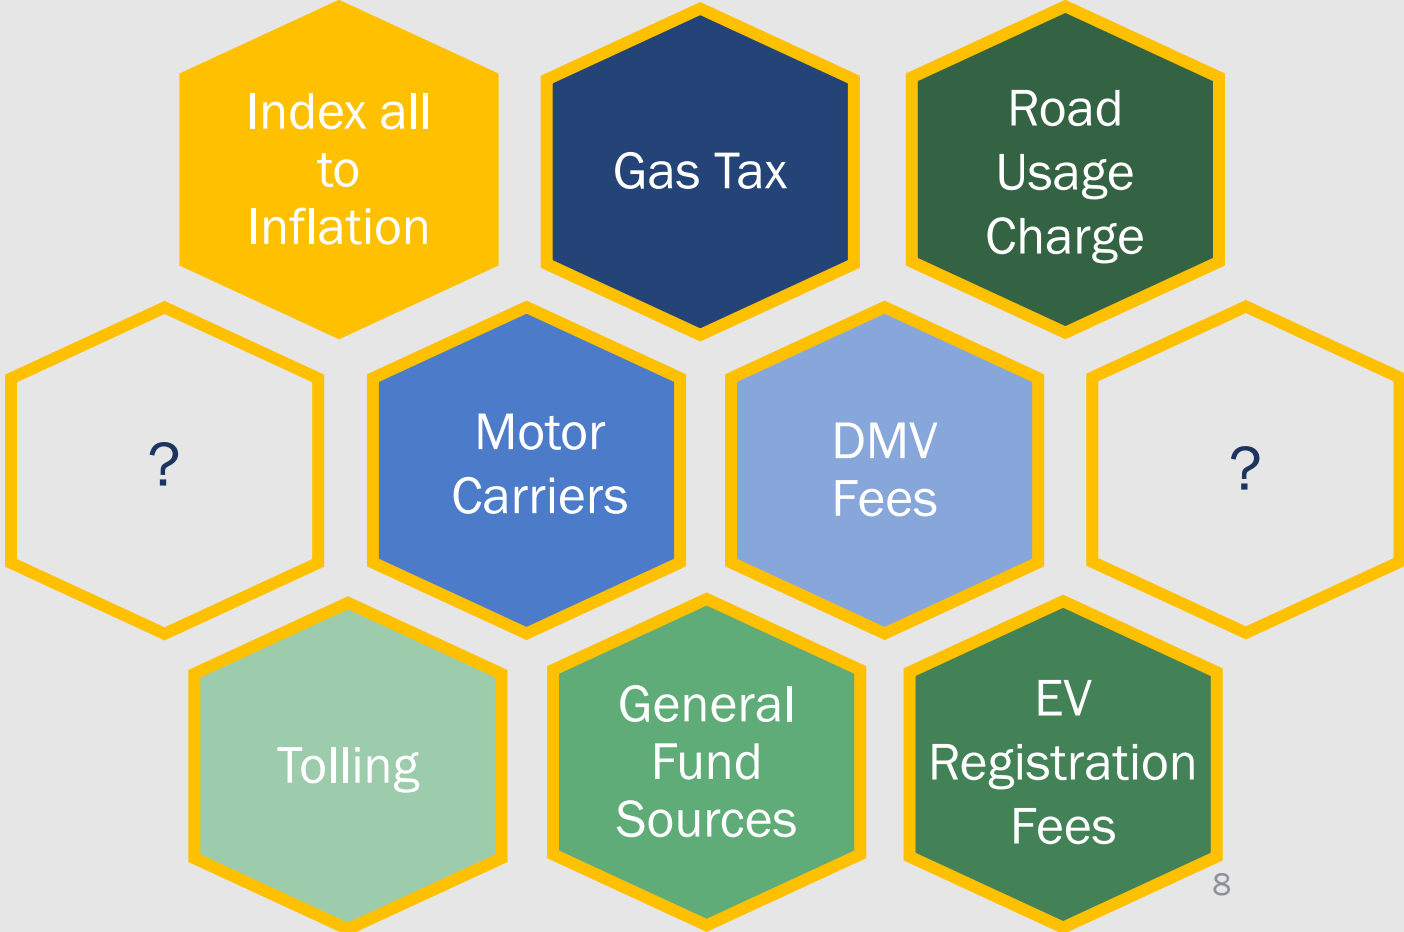 Index all
to
Inflation
Gas Tax
Road
Usage
Charge
?
Motor
Carriers
DMV
Fees
?
Tolling
General
Fund
Sources
EV
Registration
Fees
8